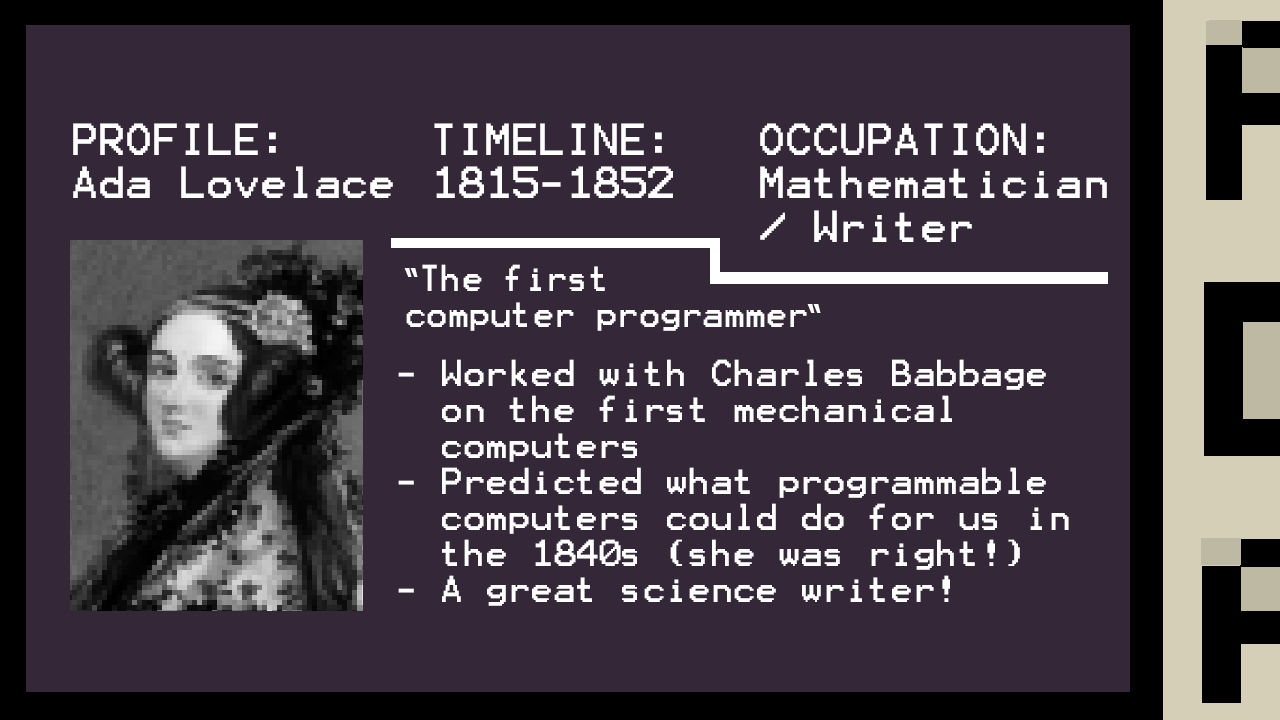 PROFILE:
Ada Lovelace
TIMELINE:
1815-1852
OCCUPATION:
Mathematician
/ Writer
“The first
computer programmer“
- Worked with Charles Babbage
on the first mechanical
computers
- Predicted what programmable
computers could do for us in
the 1840s (she was right!)
- A great science writer!